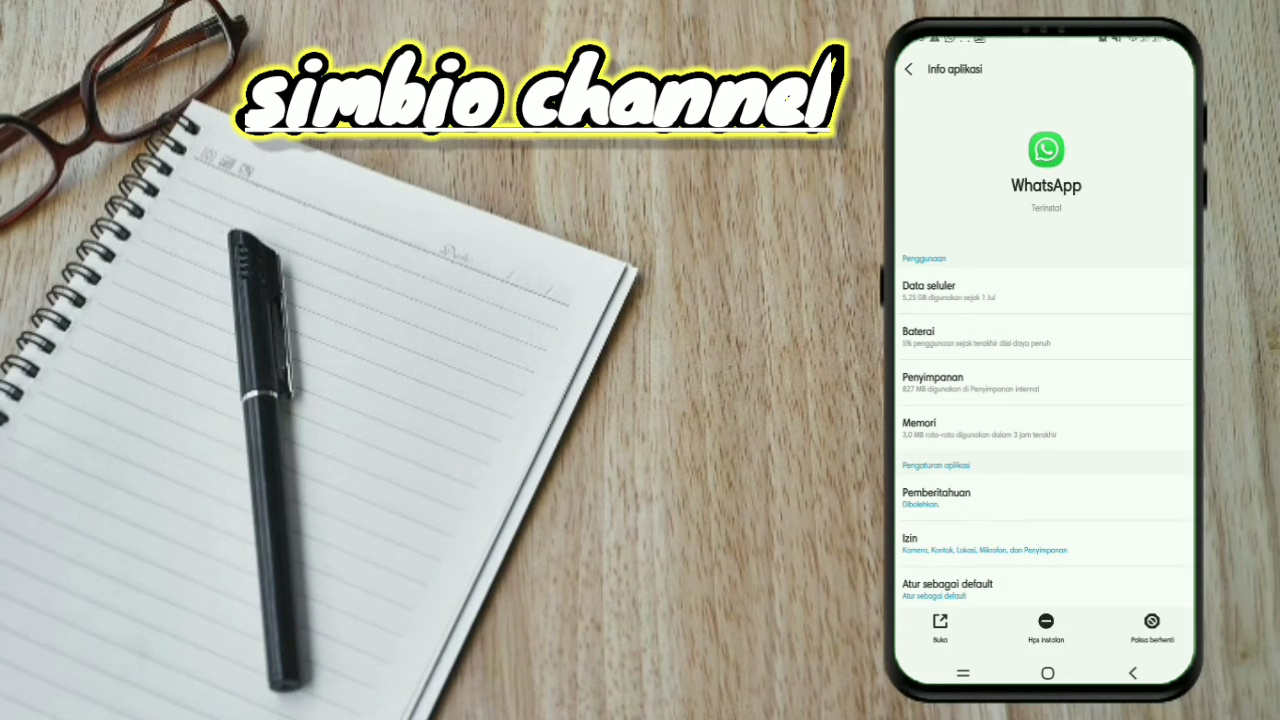 simbio channel
Info aplikasi
WhatsApp
Terinstal
Penggunaan
Data seluler
5,25 GB digunakan sejak 1 Jul
Baterai
5% penggunaan sejak terakhir diisi daya penuh
Penyimpanan
827 MB digunakan di Penyimpanan internal
Memori
3,0 MB rata-rata digunakan dalam 3 jam terakhir
Pengaturan aplikasi
Pemberitahuan
Dibolehkan.
Izin
Kamera, Kontak, Lokasi, Mikrofon, dan Penyimpanan
Atur sebagai default
Atur sebagai default
Buka
Hps instalan
Paksa berhenti